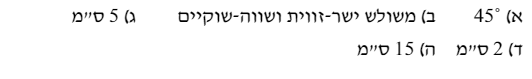 א) 45° ב) משולש ישר-זווית ושווה-שוקיים ג) 5 ס״מ
ד) 2 ס״מ ה) 15 ס״מ